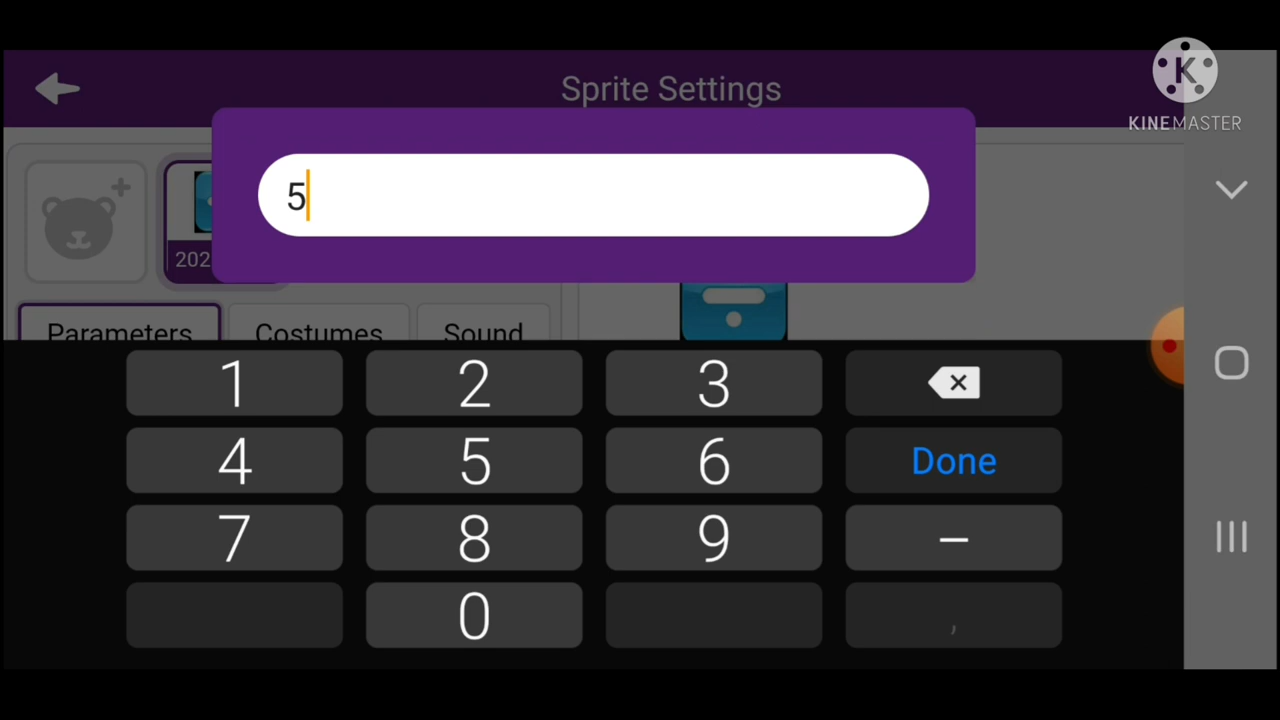 Sprite Settings
K
KINEMASTER
5
202
Parameters
Costumes
Sound
1
2
3
4
5
6
Done
7
8
9
–
0
,